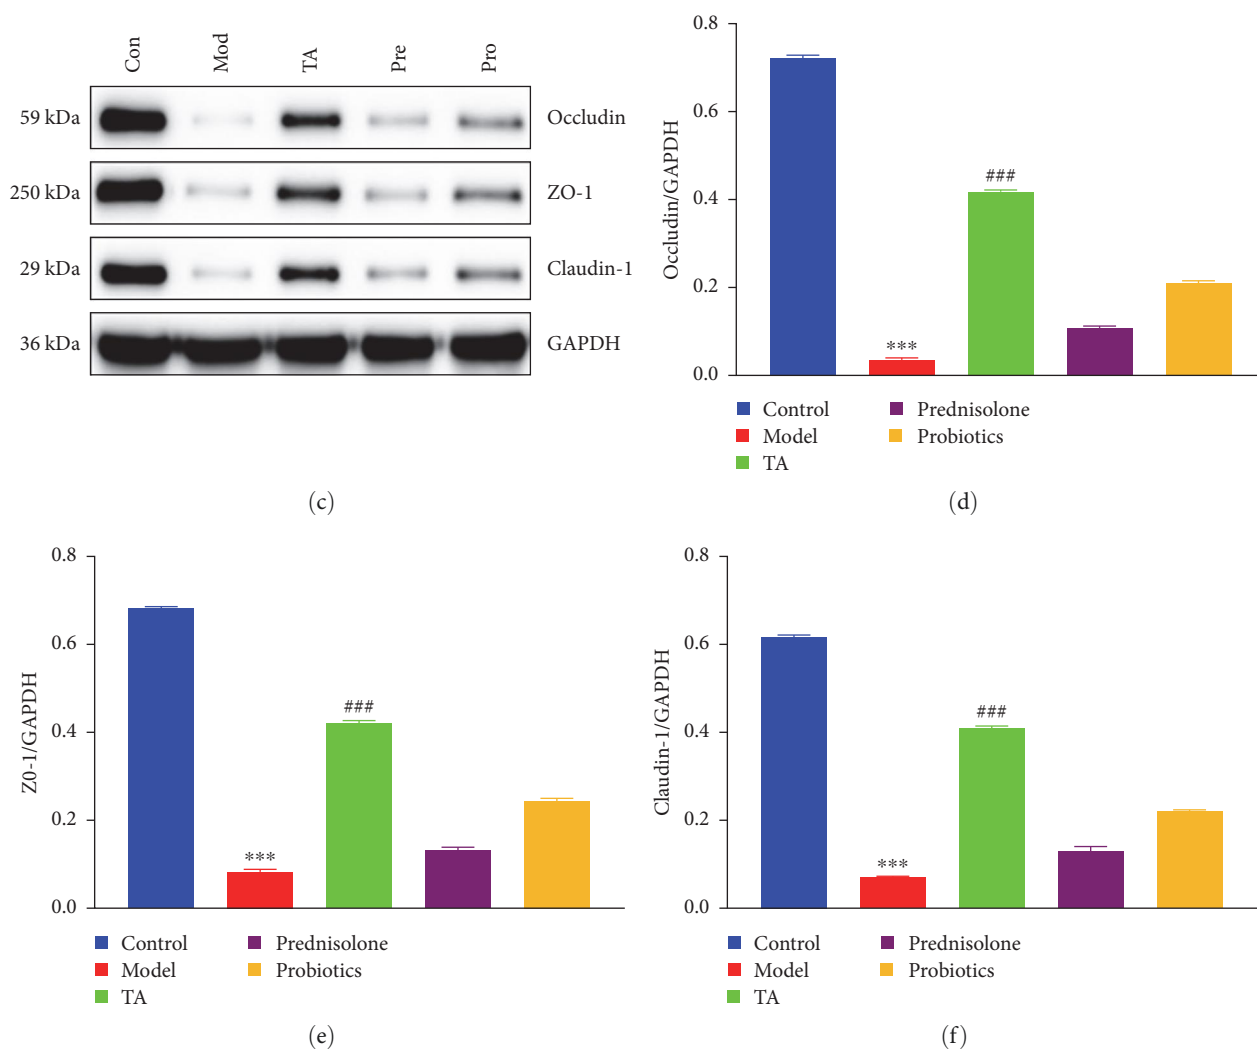 Con Mod TA Pre Pro
59 kDa Occludin
250 kDa ZO-1
29 kDa Claudin-1
36 kDa GAPDH
(c)
0.8
0.6
0.4
0.2
0.0
Occludin/GAPDH
***
###
Control Prednisolone
Model Probiotics
TA
(d)
0.8
0.6
0.4
0.2
0.0
Z0-1/GAPDH
***
###
Control Prednisolone
Model Probiotics
TA
(e)
0.8
0.6
0.4
0.2
0.0
Claudin-1/GAPDH
***
###
Control Prednisolone
Model Probiotics
TA
(f)